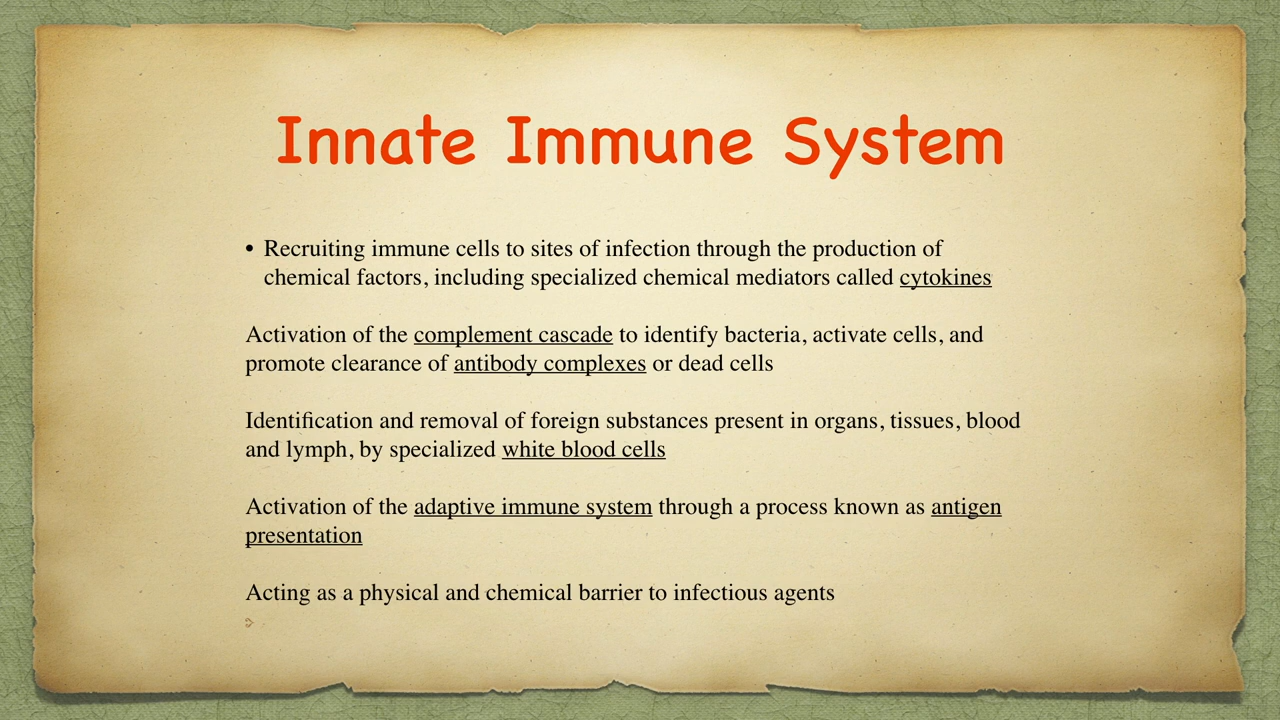 Innate Immune System
• Recruiting immune cells to sites of infection through the production of
chemical factors, including specialized chemical mediators called cytokines
Activation of the complement cascade to identify bacteria, activate cells, and
promote clearance of antibody complexes or dead cells
Identification and removal of foreign substances present in organs, tissues, blood
and lymph, by specialized white blood cells
Activation of the adaptive immune system through a process known as antigen
presentation
Acting as a physical and chemical barrier to infectious agents